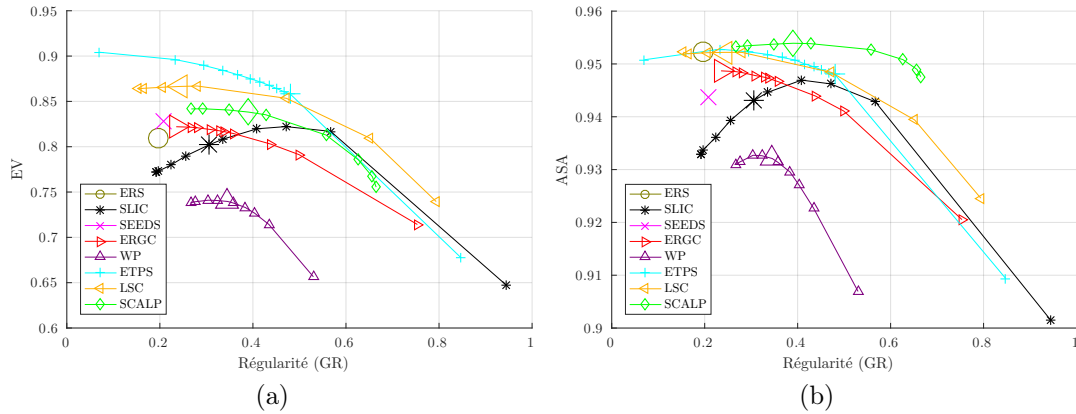 0.95
0.9
0.85
0.8
0.75
0.7
0.65
0.6
EV
0 0.2 0.4 0.6 0.8 1
Régularité (GR)
ERS
SLIC
SEEDS
ERGC
WP
ETPS
LSC
SCALP
(a)
0.96
0.95
0.94
0.93
0.92
0.91
0.9
ASA
0 0.2 0.4 0.6 0.8 1
Régularité (GR)
ERS
SLIC
SEEDS
ERGC
WP
ETPS
LSC
SCALP
(b)